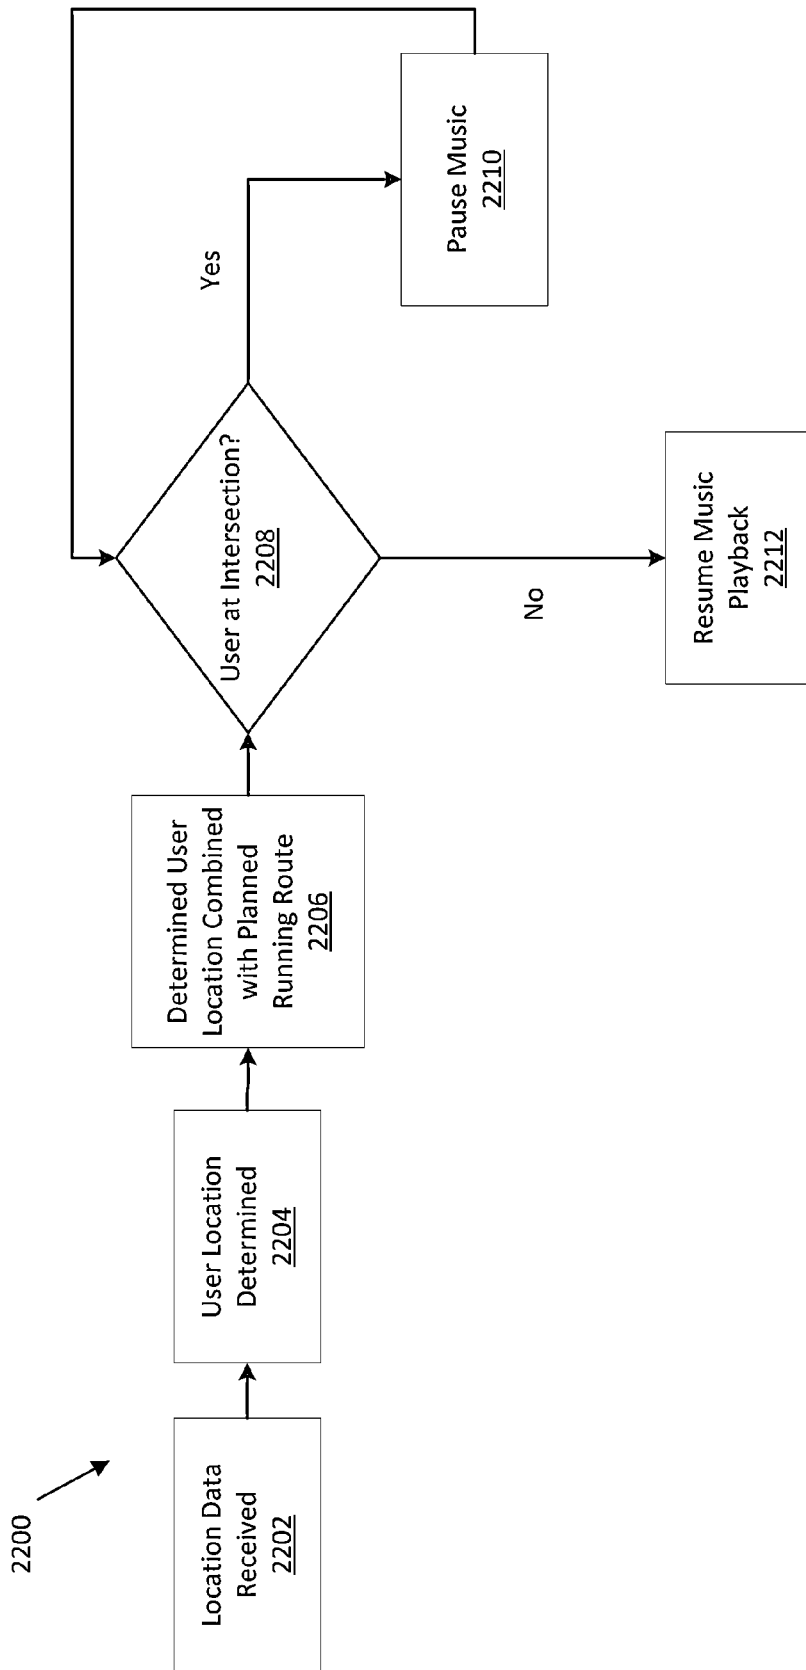 2200
Location Data
Received
2202
User Location
Determined
2204
Determined User
Location Combined
with Planned
Running Route
2206
User at Intersection?
2208
Yes
Pause Music
2210
No
Resume Music
Playback
2212